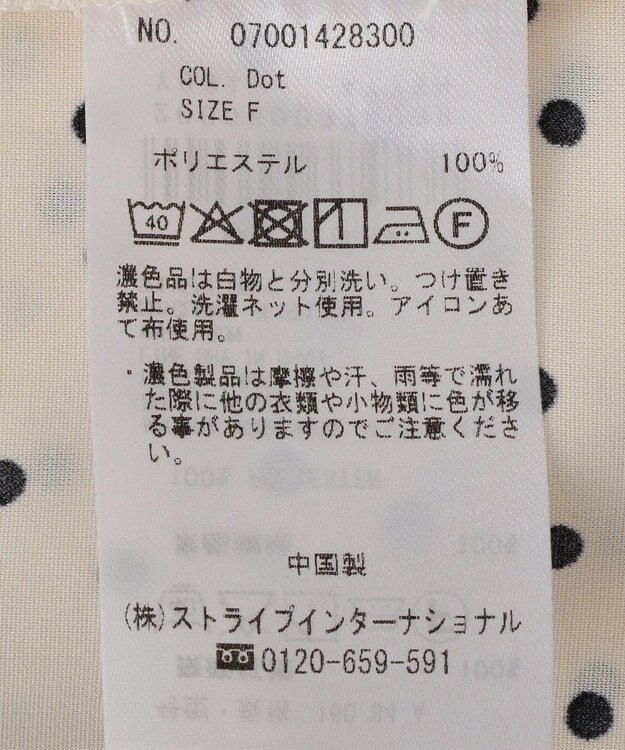 NO. 07001428300
COL. Dot
SIZE F
ポリエステル 100%
40 F
濃色品は白物と分別洗い。つけ置き
禁止。洗濯ネット使用。アイロンあ
て布使用。
・濃色製品は摩擦や汗、雨等で濡れ
た際に他の衣類や小物類に色が移
る事がありますのでご注意くださ
い。
中国製
(株)ストライプインターナショナル
0120-659-591